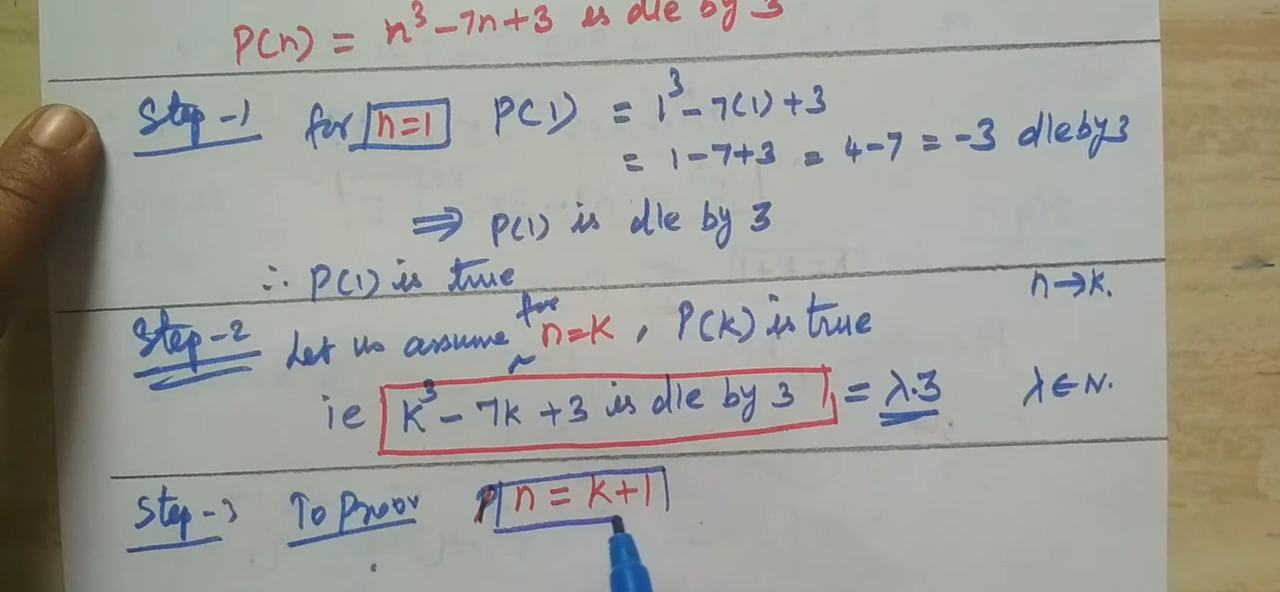 P(n) = n³ - 7n + 3 is dle by 3
Step-1 for n=1 P(1) = 1³ - 7(1) + 3
= 1 - 7 + 3 = 4 - 7 = -3 dle by 3
⇒ P(1) is dle by 3
∴ P(1) is true
n→k.
Step-2 Let us assume for n=k, P(k) is true
ie k³ - 7k + 3 is dle by 3 = λ.3 λ∈N.
Step-3 To Proov n = k+1